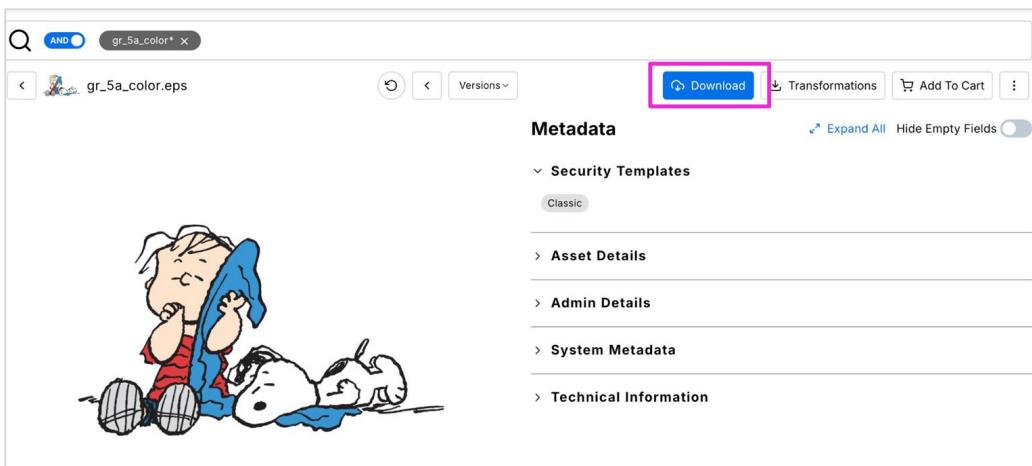 AND gr_5a_color* ×
gr_5a_color.eps Versions Download Transformations Add To Cart
Metadata Expand All Hide Empty Fields
Security Templates
Classic
Asset Details
Admin Details
System Metadata
Technical Information